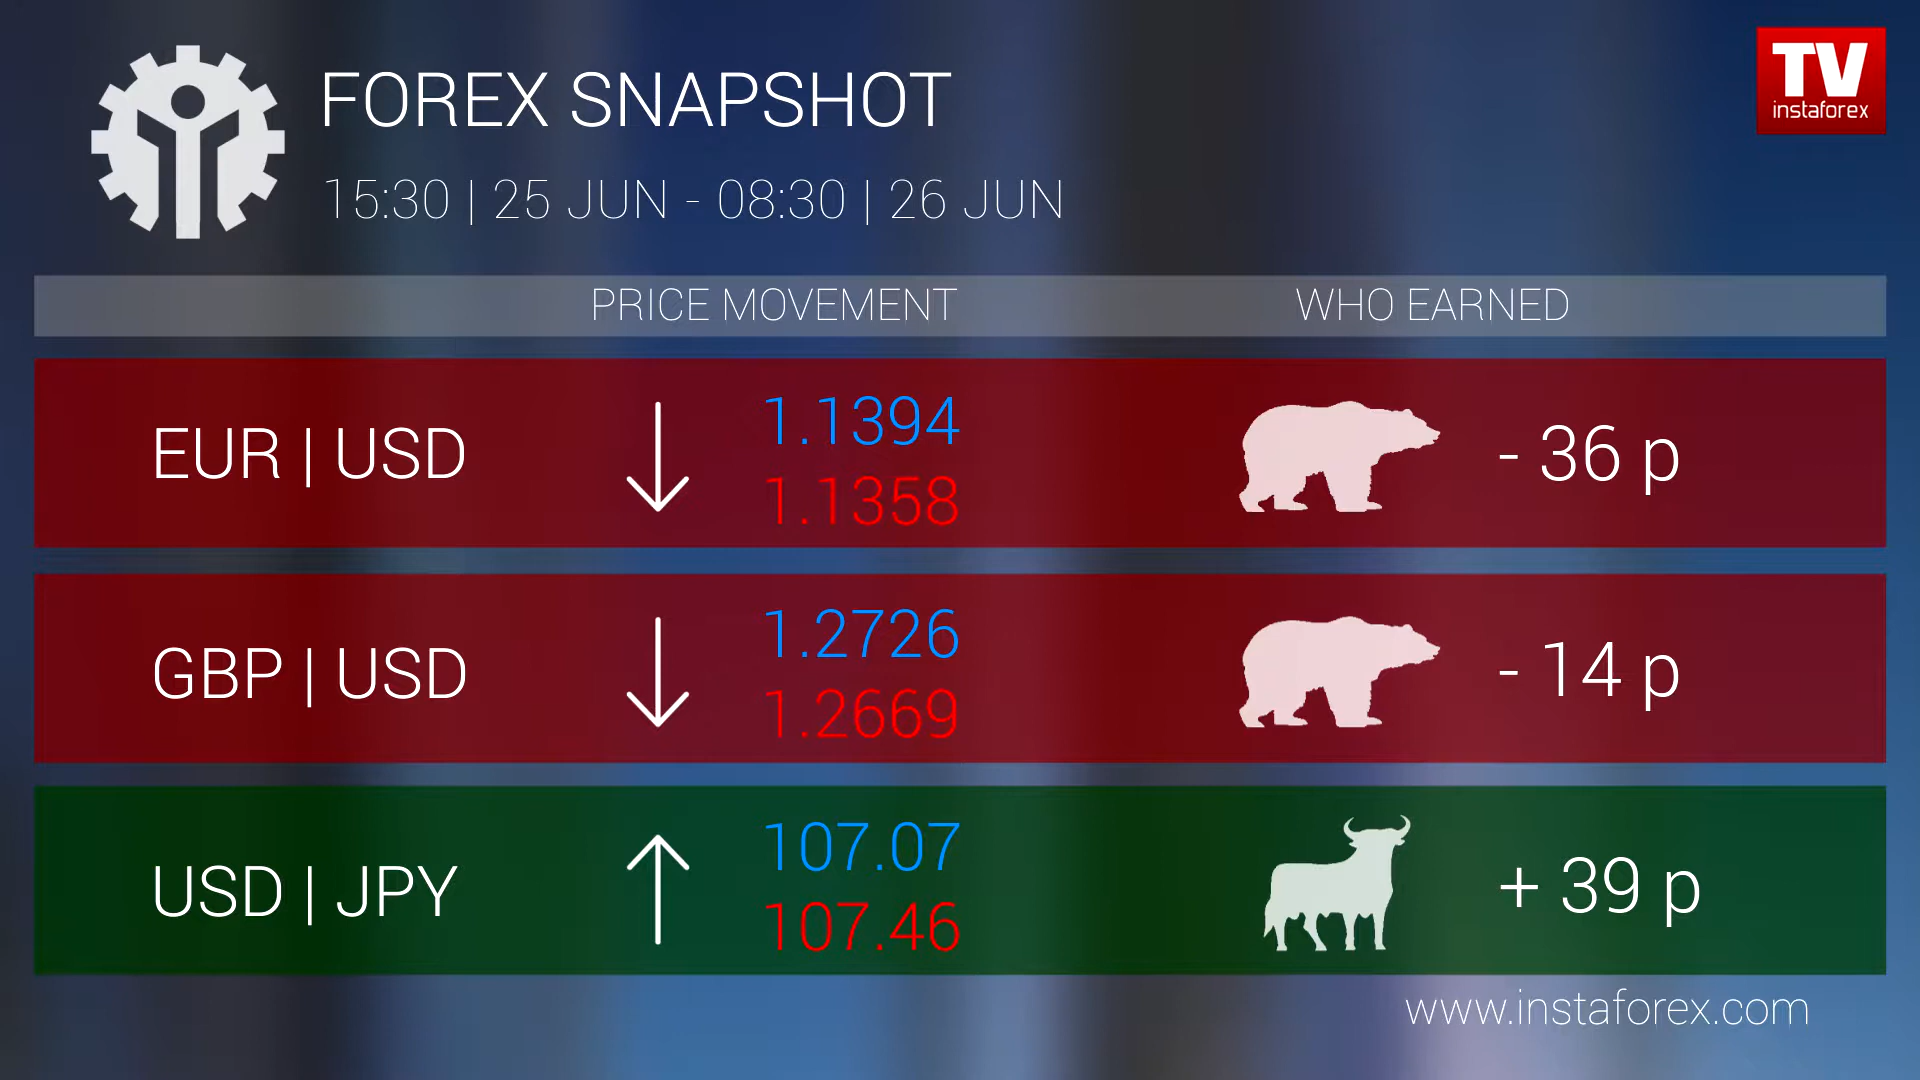 FOREX SNAPSHOT
TV
instaforex
15:30 | 25 JUN - 08:30 | 26 JUN
PRICE MOVEMENT WHO EARNED
EUR | USD
1.1394
1.1358
- 36 p
GBP | USD
1.2726
1.2669
- 14 p
USD | JPY
107.07
107.46
+ 39 p
www.instaforex.com